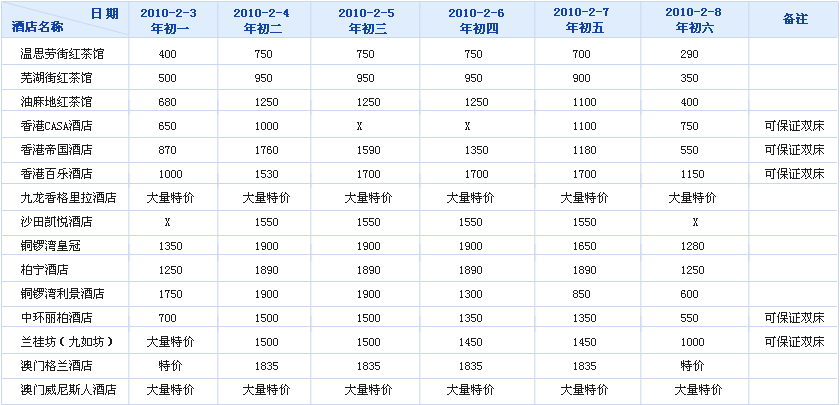 日 期 2010-2-3 2010-2-4 2010-2-5 2010-2-6 2010-2-7 2010-2-8 备注
酒店名称 年初一 年初二 年初三 年初四 年初五 年初六
温思劳街红茶馆 400 750 750 750 700 290
芜湖街红茶馆 500 950 950 950 900 350
油麻地红茶馆 680 1250 1250 1250 1100 400
香港CASA酒店 650 1000 X X 1100 750 可保证双床
香港帝国酒店 870 1760 1590 1350 1180 550 可保证双床
香港百乐酒店 1000 1530 1700 1700 1700 1150 可保证双床
九龙香格里拉酒店 大量特价 大量特价 大量特价 大量特价 大量特价 大量特价
沙田凯悦酒店 X 1550 1550 1550 1550 X
铜锣湾皇冠 1350 1900 1900 1900 1650 1280
柏宁酒店 1250 1890 1890 1890 1890 1250
铜锣湾利景酒店 1750 1900 1900 1300 850 600
中环丽柏酒店 700 1500 1500 1350 1350 550 可保证双床
兰桂坊（九如坊） 大量特价 1500 1500 1450 1450 1000 可保证双床
澳门格兰酒店 特价 1835 1835 1835 1835 特价
澳门威尼斯人酒店 大量特价 大量特价 大量特价 大量特价 大量特价 大量特价